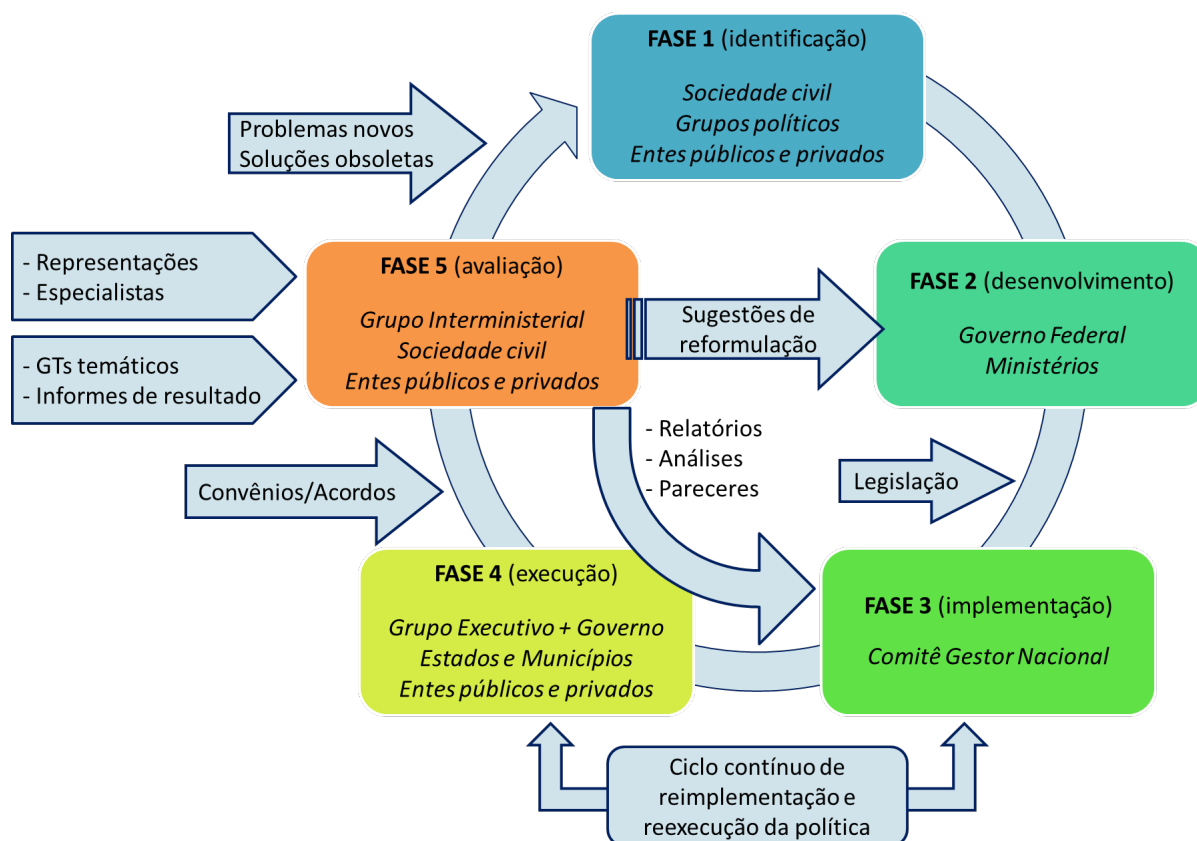 FASE 1 (identificação)
Sociedade civil
Grupos políticos
Entes públicos e privados
Problemas novos
Soluções obsoletas
- Representações
- Especialistas
- GTs temáticos
- Informes de resultado
FASE 5 (avaliação)
Grupo Interministerial
Sociedade civil
Entes públicos e privados
Sugestões de
reformulação
FASE 2 (desenvolvimento)
Governo Federal
Ministérios
- Relatórios
- Análises
- Pareceres
Legislação
Convênios/Acordos
FASE 4 (execução)
Grupo Executivo + Governo
Estados e Municípios
Entes públicos e privados
FASE 3 (implementação)
Comitê Gestor Nacional
Ciclo contínuo de
reimplementação e
reexecução da política